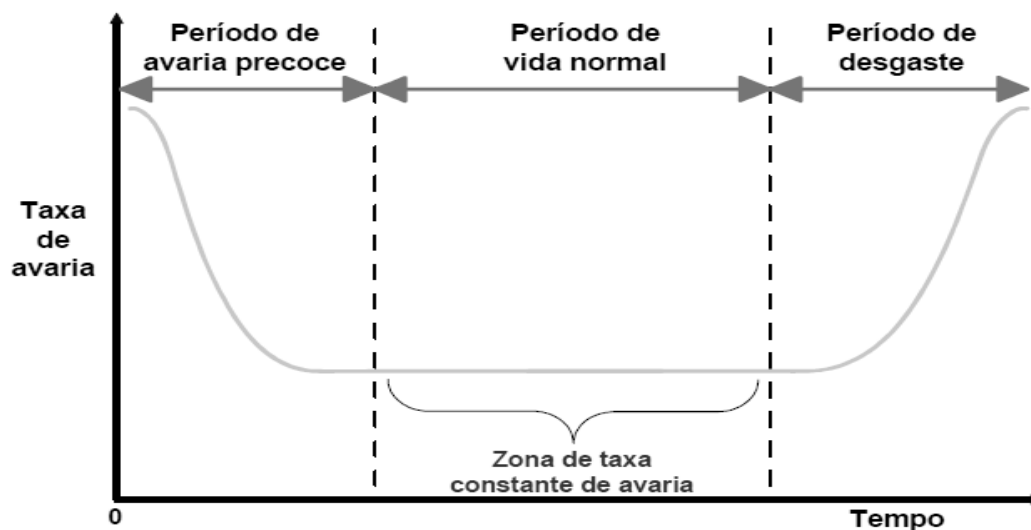 Período de
avaria precoce
Período de
vida normal
Período de
desgaste
Taxa
de
avaria
Zona de taxa
constante de avaria
0
Tempo